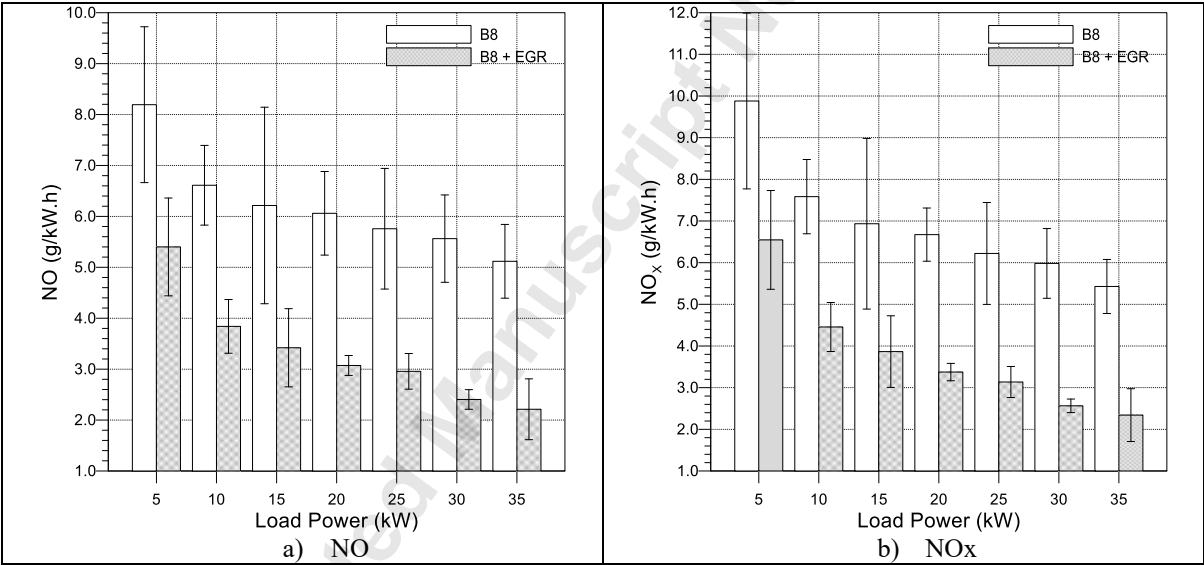 10.0
9.0
8.0
7.0
6.0
5.0
4.0
3.0
2.0
1.0
NO (g/kW.h)
B8
B8 + EGR
5 10 15 20 25 30 35
Load Power (kW)
a) NO
12.0
11.0
10.0
9.0
8.0
7.0
6.0
5.0
4.0
3.0
2.0
1.0
NOX (g/kW.h)
B8
B8 + EGR
5 10 15 20 25 30 35
Load Power (kW)
b) NOx
Manuscript